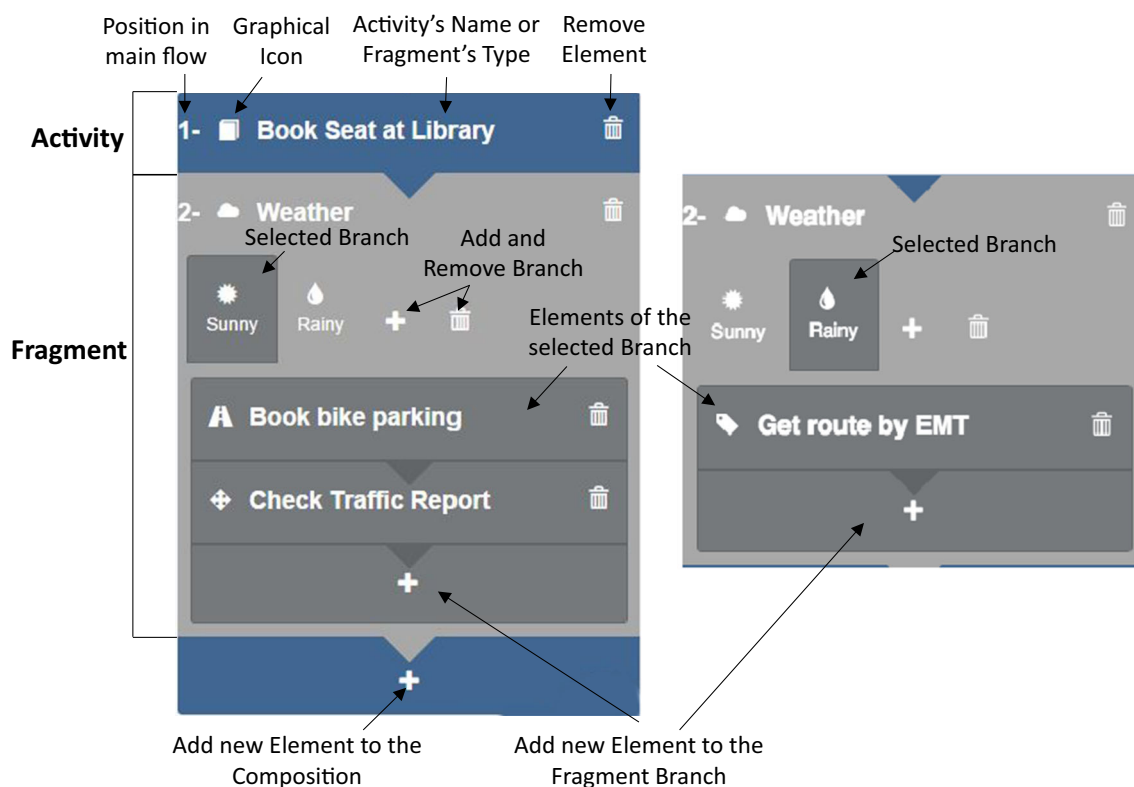 Position in
main flow
Graphical
Icon
Activity’s Name or
Fragment’s Type
Remove
Element
Activity
1- Book Seat at Library
Fragment
2- Weather
Selected Branch
Add and
Remove Branch
Sunny
Rainy
Book bike parking
Check Traffic Report
Elements of the
selected Branch
2- Weather
Selected Branch
Sunny
Rainy
Get route by EMT
Add new Element to the
Composition
Add new Element to the
Fragment Branch